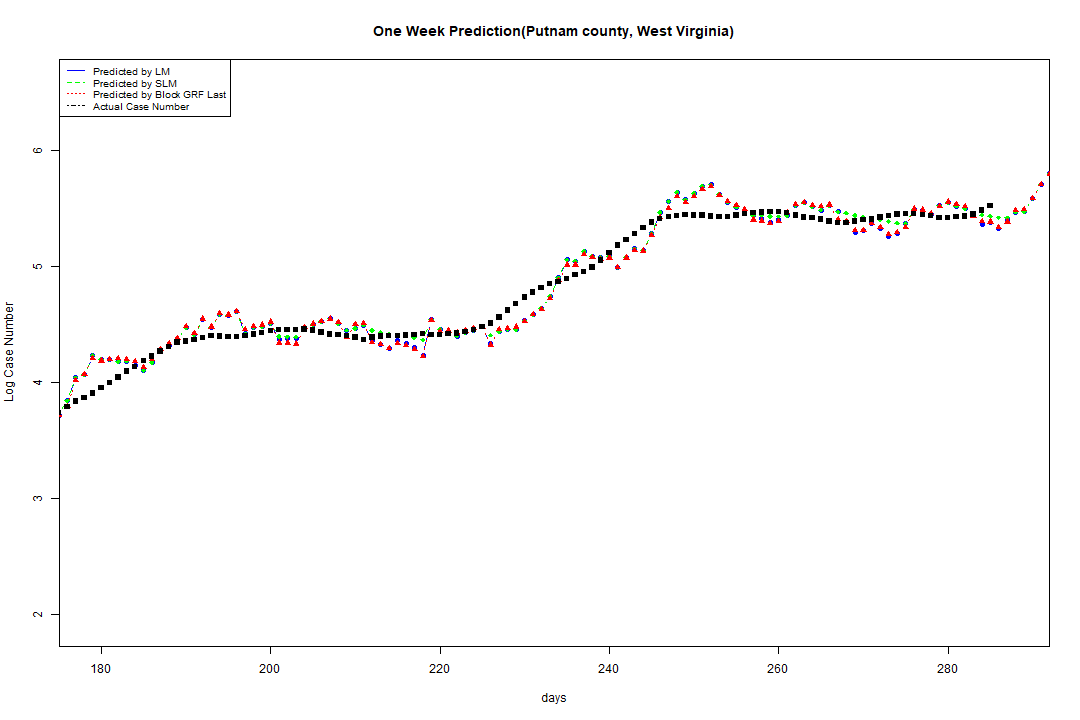 One Week Prediction(Putnam county, West Virginia)
Predicted by LM
Predicted by SLM
Predicted by Block GRF Last
Actual Case Number
6
5
4
3
2
Log Case Number
180 200 220 240 260 280
days